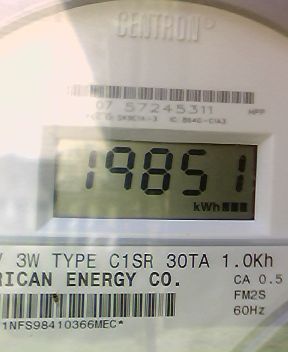 CENTRON®
07 57245311
HPP
19851
kWh
V 3W TYPE C1SR 30TA 1.0Kh
RICAN ENERGY CO.
CA 0.5
FM2S
60Hz
1NFS98410366MEC*